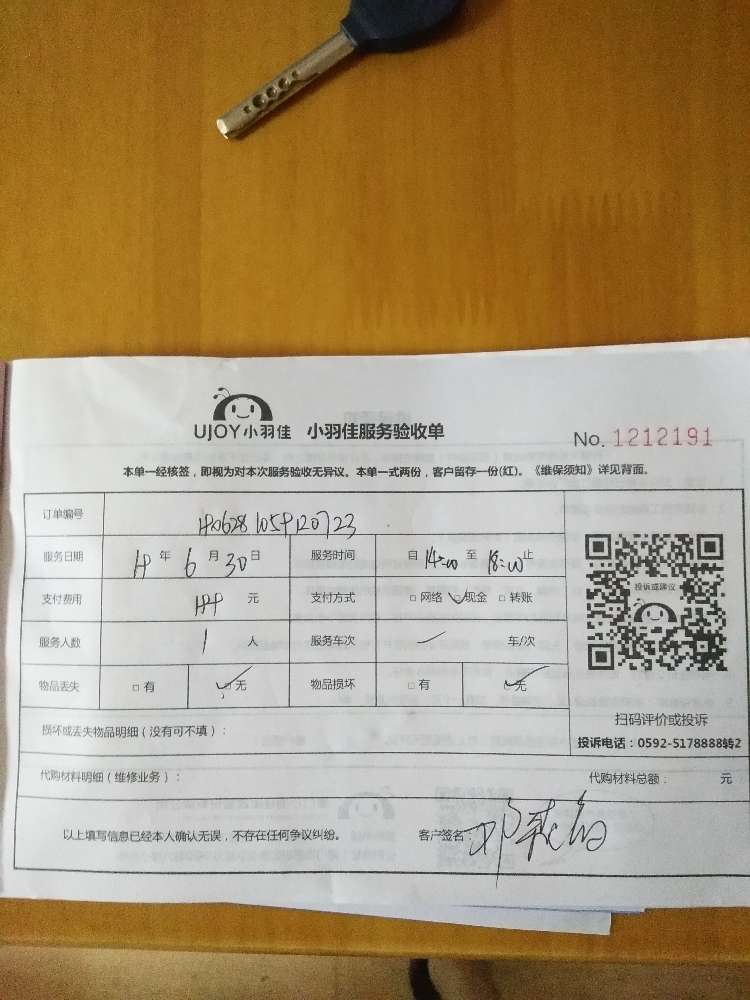 UJOY小羽佳 小羽佳服务验收单 No. 1212191
本单一经核签，即视为对本次服务验收无异议。本单一式两份，客户留存一份(红)。《维保须知》详见背面。
订单编号
服务日期 19 年 6 月 30 日 服务时间 自 14:00 至 18:00 止
支付费用 元 支付方式 □ 网络 □ 现金 □ 转账
服务人数 1 人 服务车次 一 车/次
物品丢失 □ 有 □ 无 物品损坏 □ 有 □ 无
投诉或建议
扫码评价或投诉
投诉电话：0592-5178888转2
损坏或丢失物品明细（没有可不填）：
代购材料明细（维修业务）： 代购材料总额： 元
以上填写信息已经本人确认无误，不存在任何争议纠纷。 客户签名：